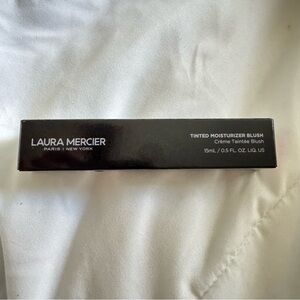 LAURA MERCIER
PARIS | NEW YORK
TINTED MOISTURIZER BLUSH
Crème Teintée Blush
15mL / 0.5 FL. OZ. LIQ. US